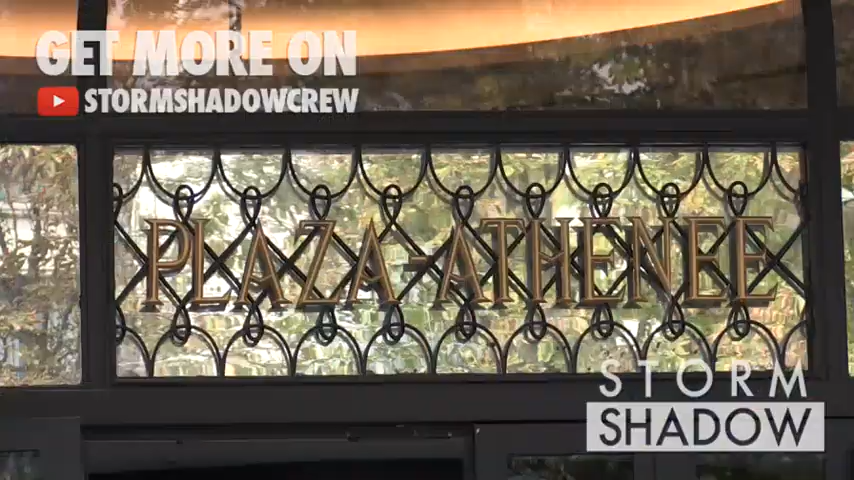 GET MORE ON
STORMSHADOWCREW
PLAZA-ATHENEE
STORM
SHADOW